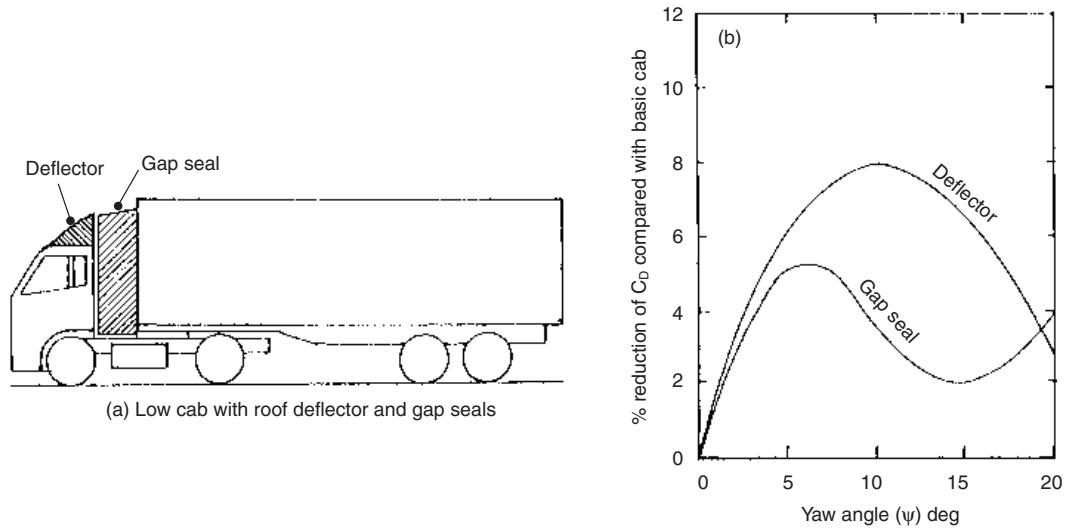 Deflector
Gap seal
(a) Low cab with roof deflector and gap seals
(b)
% reduction of C_D compared with basic cab
12
10
8
6
4
2
0
Deflector
Gap seal
0 5 10 15 20
Yaw angle (ψ) deg